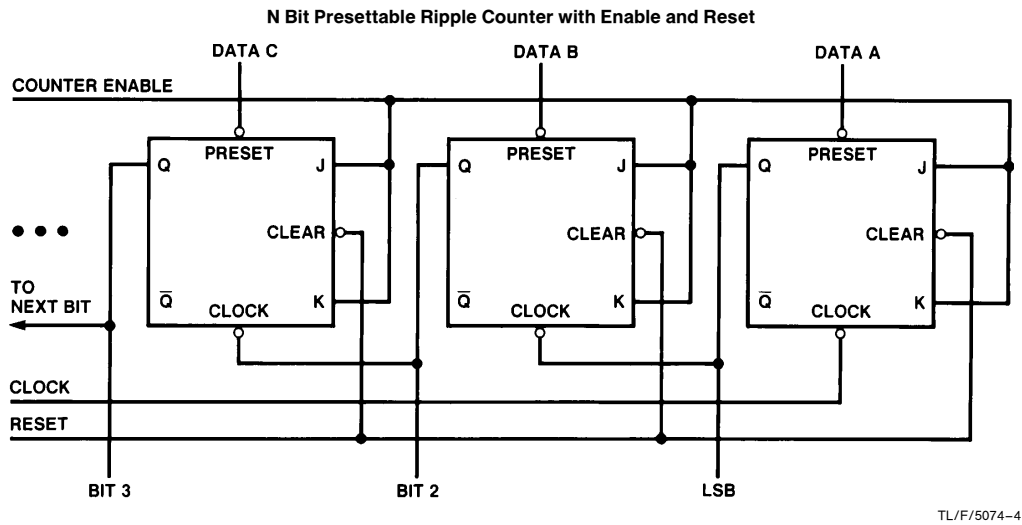 N Bit Presettable Ripple Counter with Enable and Reset
DATA C
DATA B
DATA A
COUNTER ENABLE
PRESET
PRESET
PRESET
Q
J
Q
J
Q
J
CLEAR
CLEAR
CLEAR
TO
NEXT BIT
Q̅
CLOCK
K
Q̅
CLOCK
K
Q̅
CLOCK
K
CLOCK
RESET
BIT 3
BIT 2
LSB
TL/F/5074–4